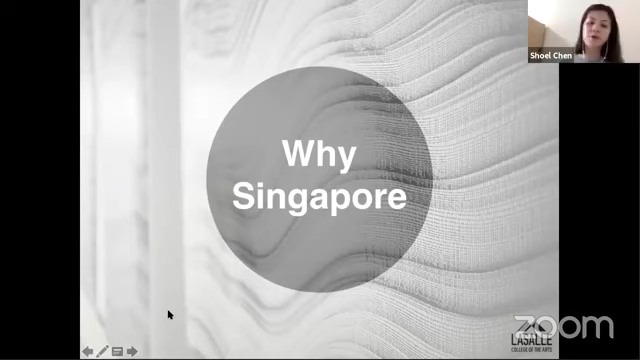 Shoel Chen
Why
Singapore
zoom
LASALLE
COLLEGE OF THE ARTS